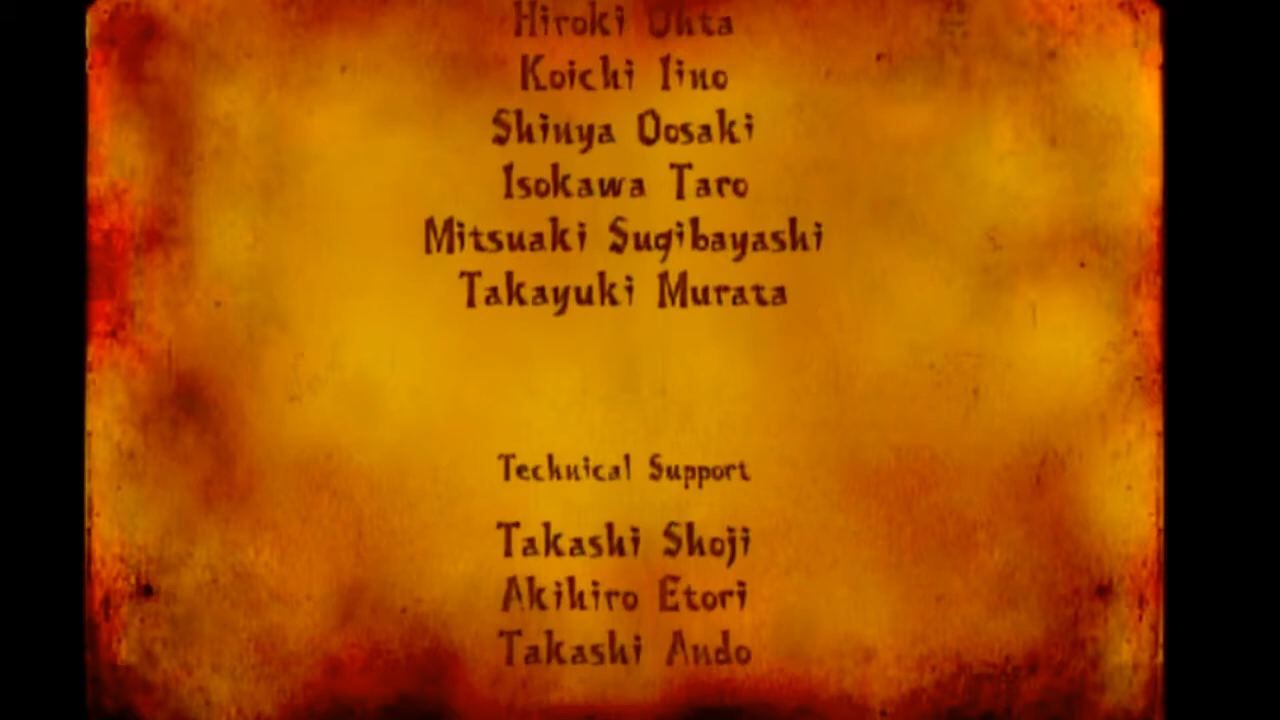 Hiroki Ohta
Koichi Iino
Shinya Oosaki
Isokawa Taro
Mitsuaki Sugibayashi
Takayuki Murata
Technical Support
Takashi Shoji
Akihiro Etori
Takashi Ando